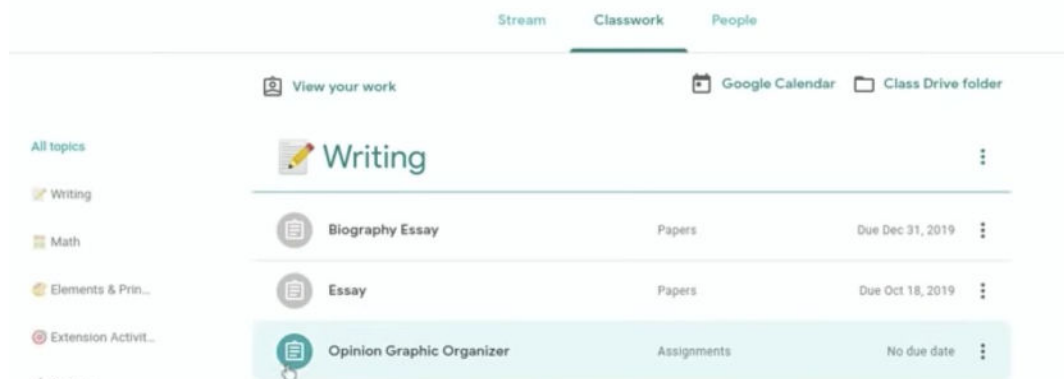 Stream Classwork People
View your work Google Calendar Class Drive folder
All topics
Writing
Math
Elements & Prin...
Extension Activit...
Writing
Biography Essay Papers Due Dec 31, 2019
Essay Papers Due Oct 18, 2019
Opinion Graphic Organizer Assignments No due date